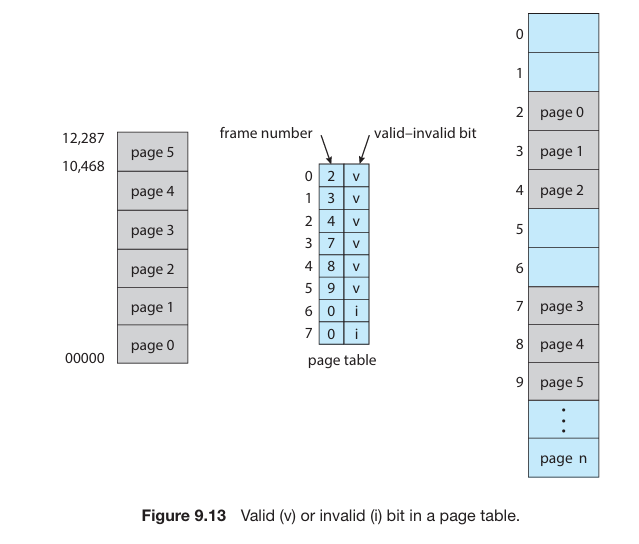 12,287
10,468
00000
page 5
page 4
page 3
page 2
page 1
page 0
frame number
valid–invalid bit
0 2 v
1 3 v
2 4 v
3 7 v
4 8 v
5 9 v
6 0 i
7 0 i
page table
0
1
2 page 0
3 page 1
4 page 2
5
6
7 page 3
8 page 4
9 page 5
page n
Figure 9.13 Valid (v) or invalid (i) bit in a page table.